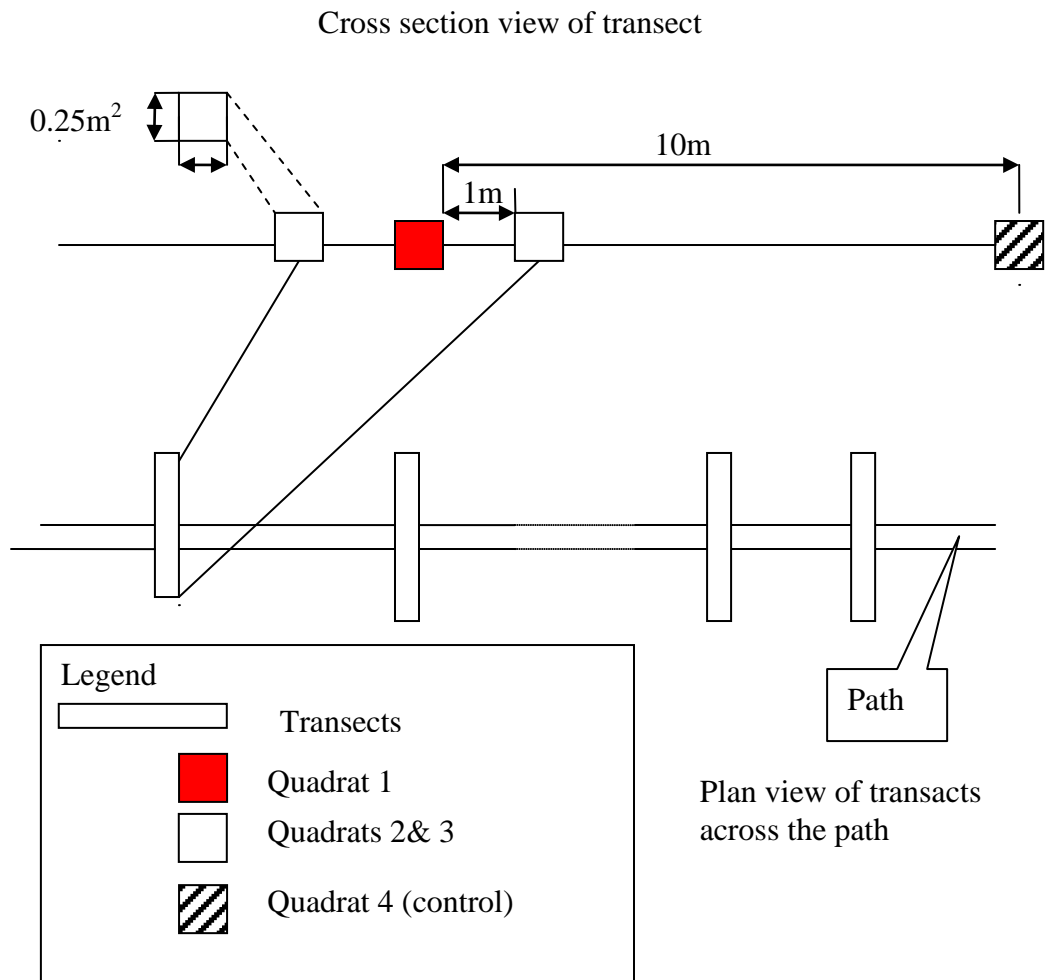 Cross section view of transect
0.25m²
10m
1m
Legend
Transects
Quadrat 1
Quadrats 2& 3
Quadrat 4 (control)
Path
Plan view of transacts
across the path